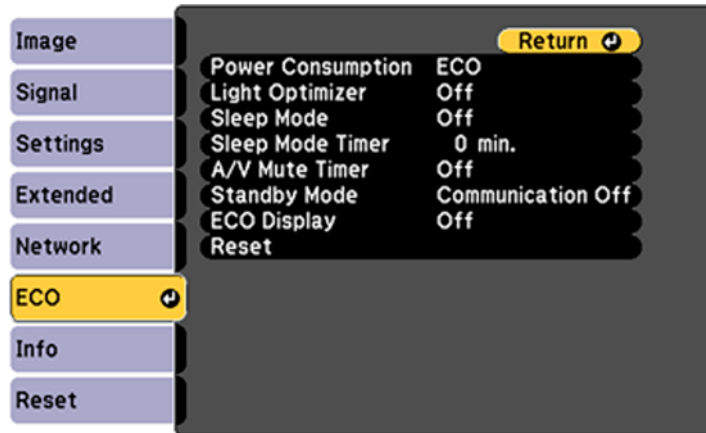 Image
Signal
Settings
Extended
Network
ECO
Info
Reset
Return
Power Consumption ECO
Light Optimizer Off
Sleep Mode Off
Sleep Mode Timer 0 min.
A/V Mute Timer Off
Standby Mode Communication Off
ECO Display Off
Reset